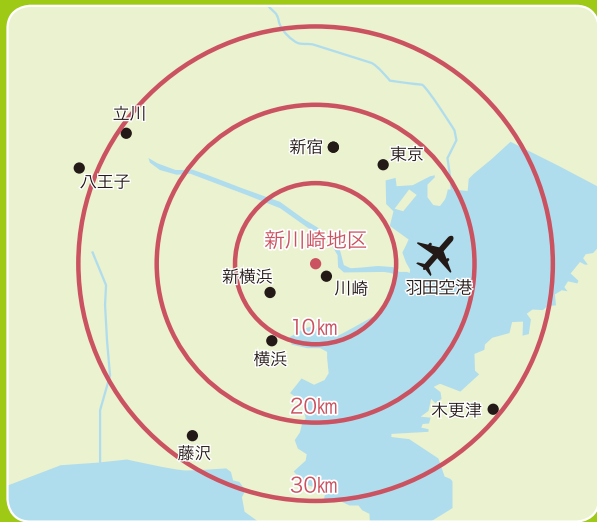 立川
新宿
東京
八王子
新川崎地区
新横浜
川崎
羽田空港
10km
横浜
20km
木更津
藤沢
30km